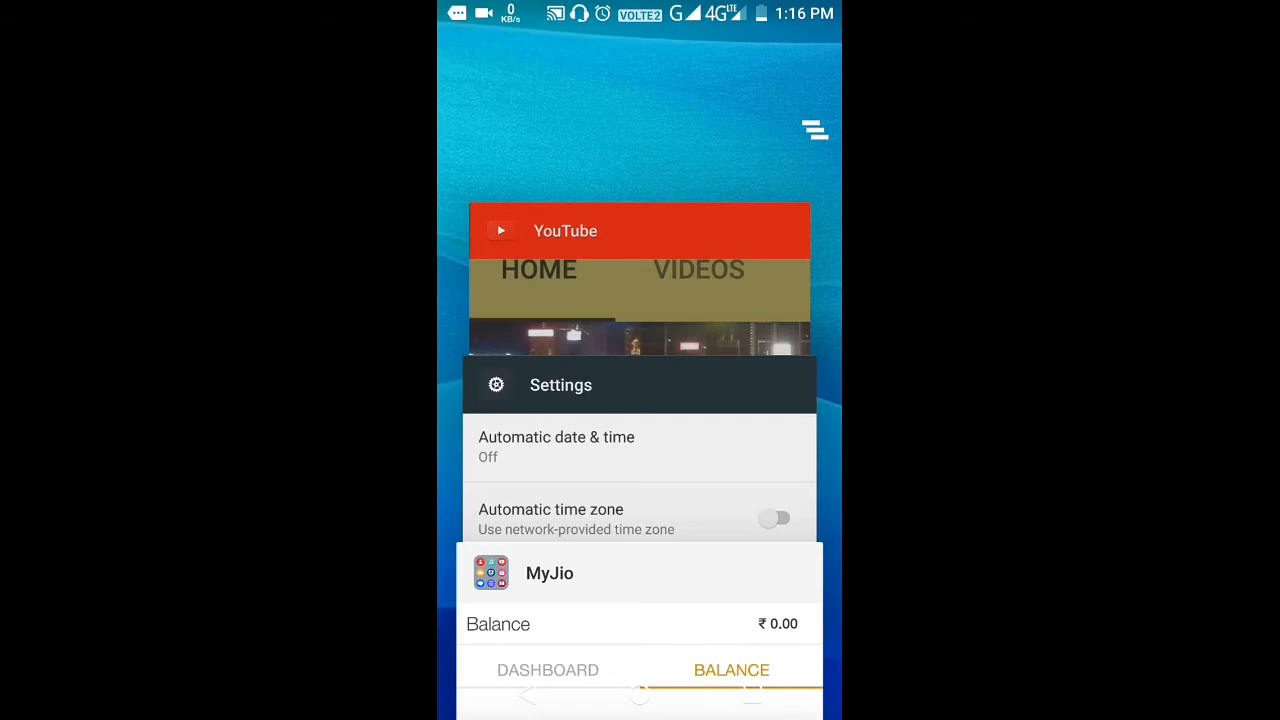 0 KB/s VOLTE2 G 4G LTE 1:16 PM
YouTube
HOME VIDEOS
Settings
Automatic date & time
Off
Automatic time zone
Use network-provided time zone
MyJio
Balance ₹ 0.00
DASHBOARD BALANCE